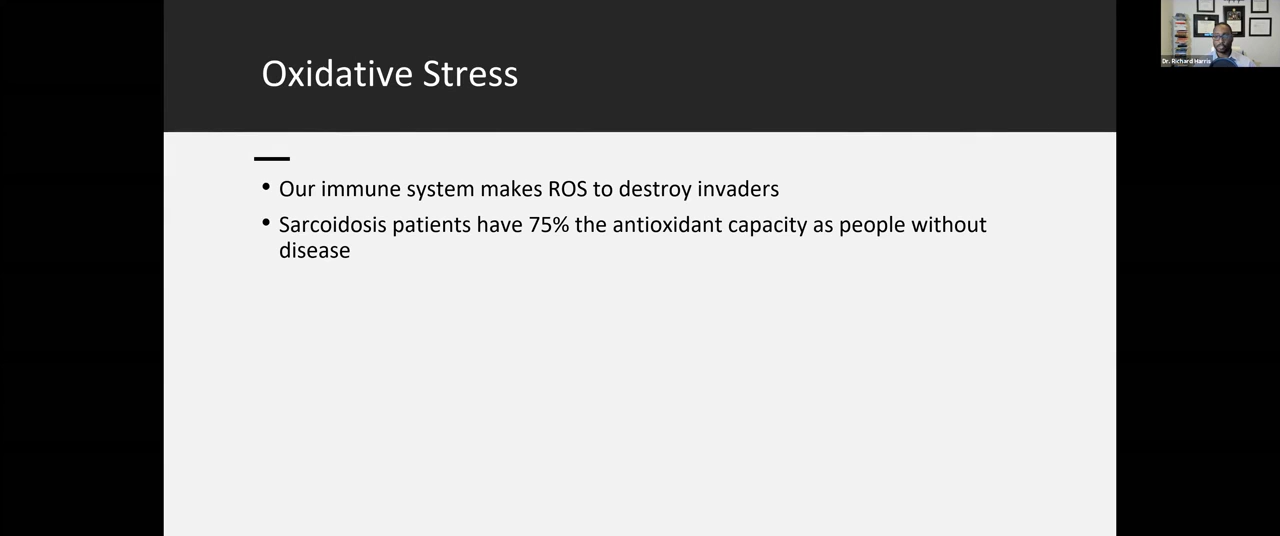 Oxidative Stress
Dr. Richard Harris
• Our immune system makes ROS to destroy invaders
• Sarcoidosis patients have 75% the antioxidant capacity as people without
disease